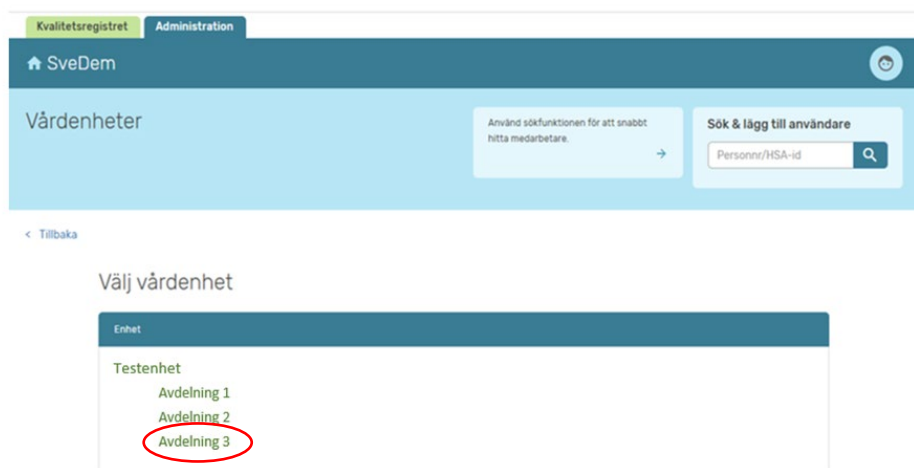 Kvalitetsregistret Administration
SveDem
Vårdenheter
Använd sökfunktionen för att snabbt
hitta medarbetare.
Sök & lägg till användare
Personnr/HSA-id
< Tillbaka
Välj vårdenhet
Enhet
Testenhet
Avdelning 1
Avdelning 2
Avdelning 3